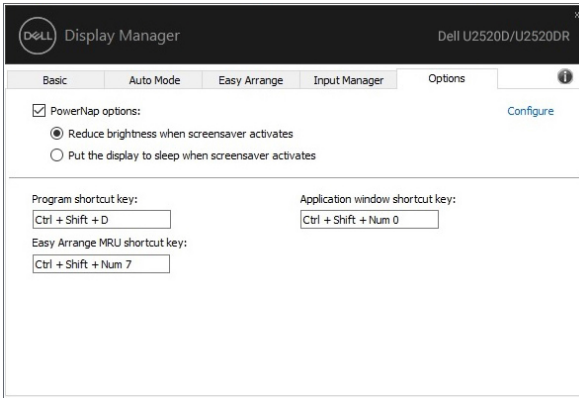 DELL Display Manager
Dell U2520D/U2520DR
Basic Auto Mode Easy Arrange Input Manager Options
PowerNap options:
Configure
Reduce brightness when screensaver activates
Put the display to sleep when screensaver activates
Program shortcut key:
Application window shortcut key:
Ctrl + Shift + D
Ctrl + Shift + Num 0
Easy Arrange MRU shortcut key:
Ctrl + Shift + Num 7